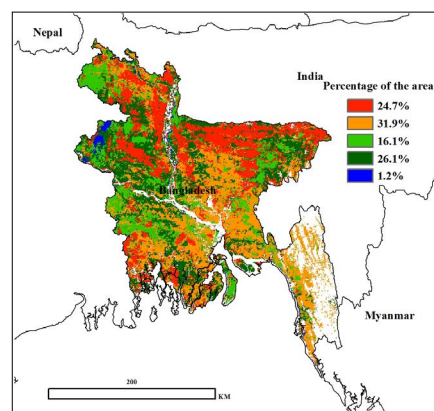 Nepal
India
Percentage of the area
24.7%
31.9%
16.1%
26.1%
1.2%
Bangladesh
Myanmar
200
KM